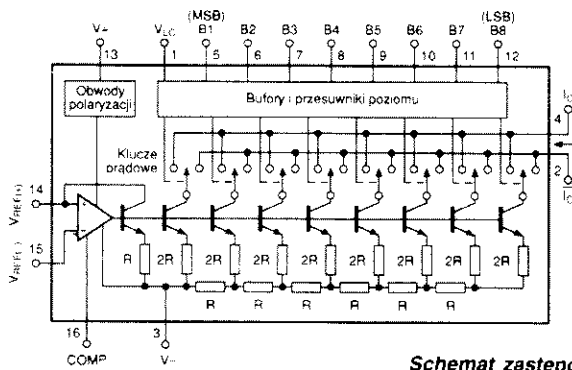 (MSB) (LSB)
V+ VLC B1 B2 B3 B4 B5 B6 B7 B8
13 1 5 6 7 8 9 10 11 12
Obwody polaryzacji
Bufory i przesuwniki poziomu
4
Klucze prądowe
2
14 VREF(+)
15 VREF(-)
R 2R 2R 2R 2R 2R 2R 2R 2R
R R R R R R
16 3
COMP V-
Schemat zastępc